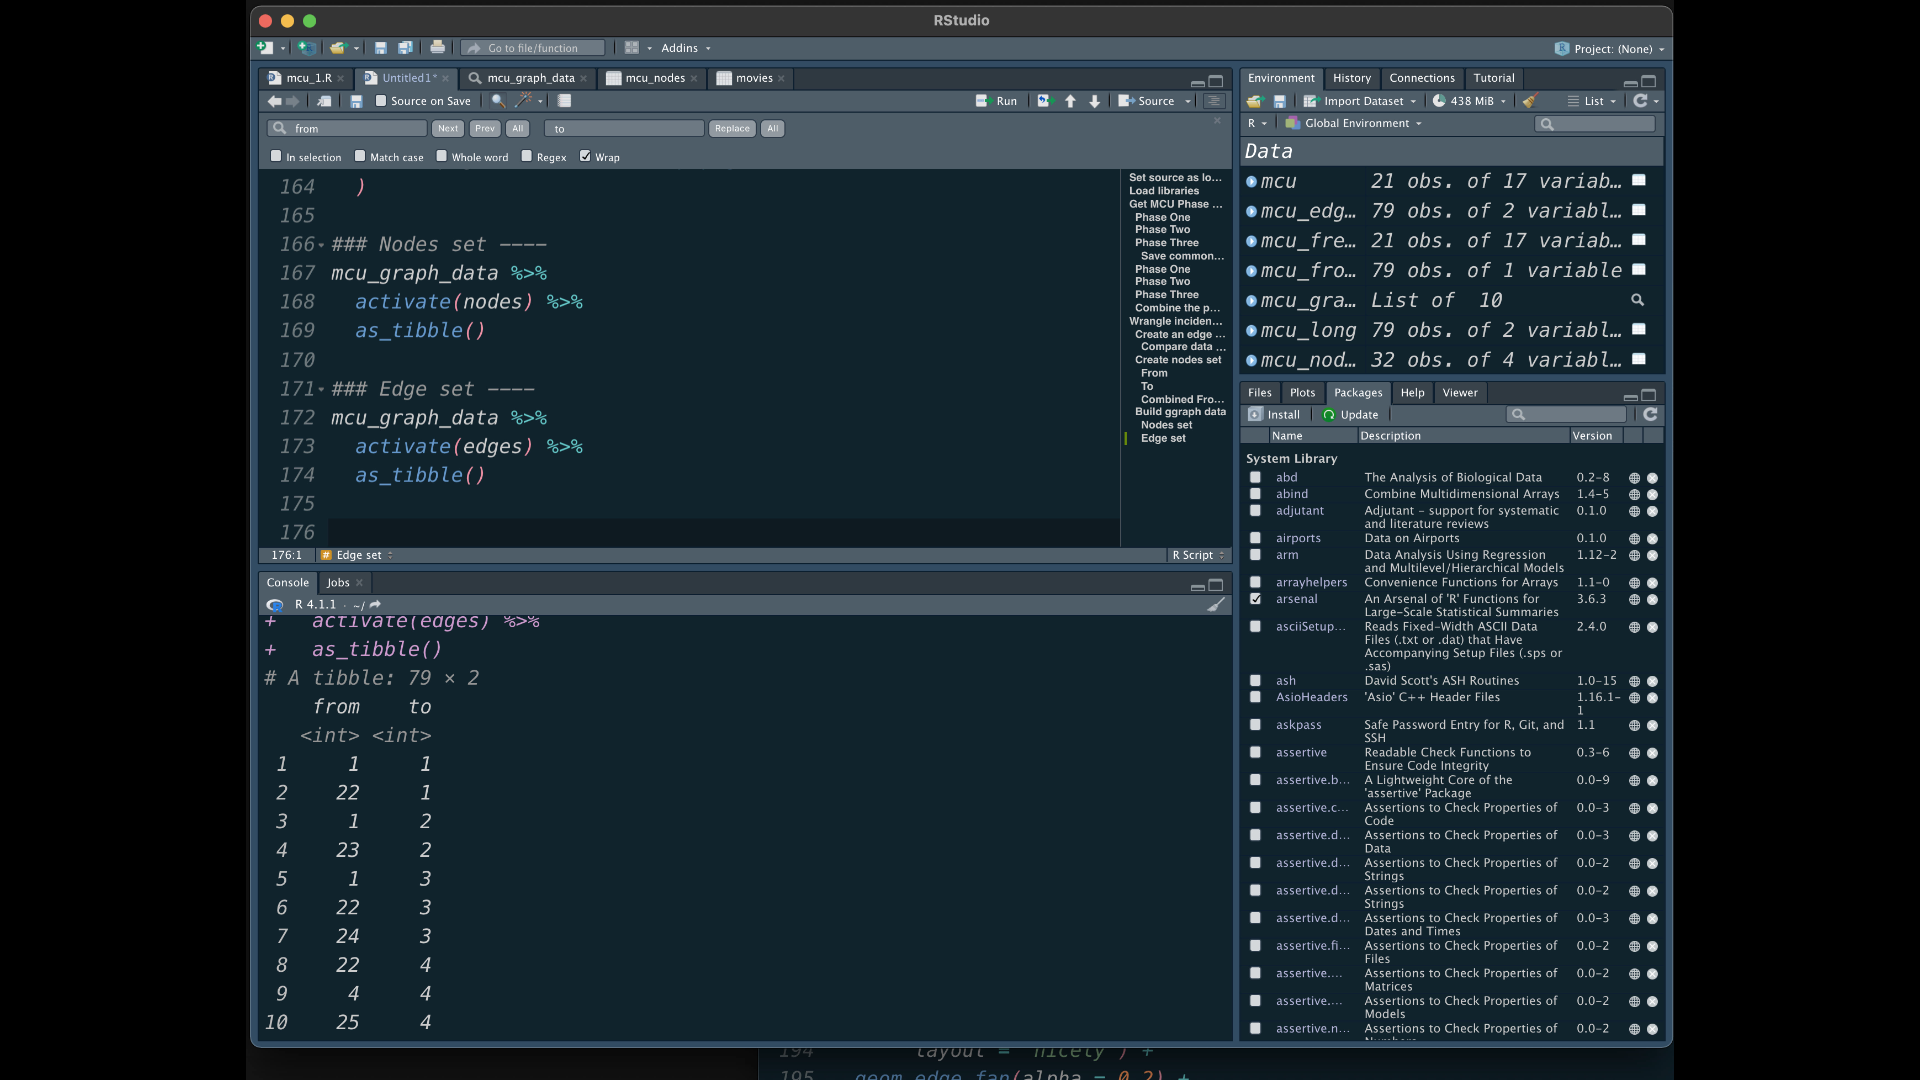 RStudio
Go to file/function
Addins
Project: (None)
mcu_1.R
Untitled1*
mcu_graph_data
mcu_nodes
movies
Source on Save
Run
Source
from
Next
Prev
All
to
Replace
All
In selection
Match case
Whole word
Regex
Wrap
164 )
165
166 ### Nodes set ----
167 mcu_graph_data %>%
168 activate(nodes) %>%
169 as_tibble()
170
171 ### Edge set ----
172 mcu_graph_data %>%
173 activate(edges) %>%
174 as_tibble()
175
176
Set source as lo...
Load libraries
Get MCU Phase ...
Phase One
Phase Two
Phase Three
Save common...
Phase One
Phase Two
Phase Three
Combine the p...
Wrangle inciden...
Create an edge ...
Compare data ...
Create nodes set
From
To
Combined Fro...
Build ggraph data
Nodes set
Edge set
176:1
# Edge set
R Script
Console
Jobs
R 4.1.1 · ~/
+ activate(edges) %>%
+ as_tibble()
# A tibble: 79 × 2
from to
<int> <int>
1 1 1
2 22 1
3 1 2
4 23 2
5 1 3
6 22 3
7 24 3
8 22 4
9 4 4
10 25 4
Environment
History
Connections
Tutorial
Import Dataset
438 MiB
List
R
Global Environment
Data
mcu 21 obs. of 17 variab…
mcu_edg… 79 obs. of 2 variabl…
mcu_fre… 21 obs. of 17 variab…
mcu_fro… 79 obs. of 1 variable
mcu_gra… List of 10
mcu_long 79 obs. of 2 variabl…
mcu_nod… 32 obs. of 4 variabl…
Files
Plots
Packages
Help
Viewer
Install
Update
Name Description Version
System Library
abd The Analysis of Biological Data 0.2-8
abind Combine Multidimensional Arrays 1.4-5
adjutant Adjutant - support for systematic 0.1.0
and literature reviews
airports Data on Airports 0.1.0
arm Data Analysis Using Regression 1.12-2
and Multilevel/Hierarchical Models
arrayhelpers Convenience Functions for Arrays 1.1-0
arsenal An Arsenal of 'R' Functions for 3.6.3
Large-Scale Statistical Summaries
asciiSetup... Reads Fixed-Width ASCII Data 2.4.0
Files (.txt or .dat) that Have
Accompanying Setup Files (.sps or
.sas)
ash David Scott's ASH Routines 1.0-15
AsioHeaders 'Asio' C++ Header Files 1.16.1-
1
askpass Safe Password Entry for R, Git, and 1.1
SSH
assertive Readable Check Functions to 0.3-6
Ensure Code Integrity
assertive.b... A Lightweight Core of the 0.0-9
'assertive' Package
assertive.c... Assertions to Check Properties of 0.0-3
Code
assertive.d... Assertions to Check Properties of 0.0-3
Data
assertive.d... Assertions to Check Properties of 0.0-2
Strings
assertive.d... Assertions to Check Properties of 0.0-2
Strings
assertive.d... Assertions to Check Properties of 0.0-3
Dates and Times
assertive.fi... Assertions to Check Properties of 0.0-2
Files
assertive.... Assertions to Check Properties of 0.0-2
Matrices
assertive.... Assertions to Check Properties of 0.0-2
Models
assertive.n... Assertions to Check Properties of 0.0-2
194 layout = "nicely") +
195 geom_edge_fan(alpha = 0.2) +